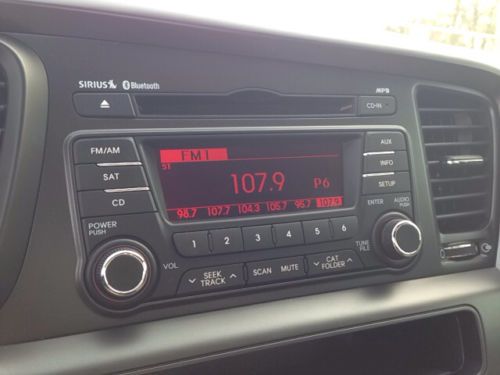 SIRIUS Bluetooth MP3
CD-IN
FM/AM
SAT
CD
POWER
PUSH
VOL
FM 1
ST
107.9 P6
98.7 107.7 104.3 105.7 95.7 107.9
1 2 3 4 5 6
SEEK
TRACK
SCAN MUTE
CAT
FOLDER
AUX
INFO
SETUP
ENTER
AUDIO
PUSH
TUNE
FILE